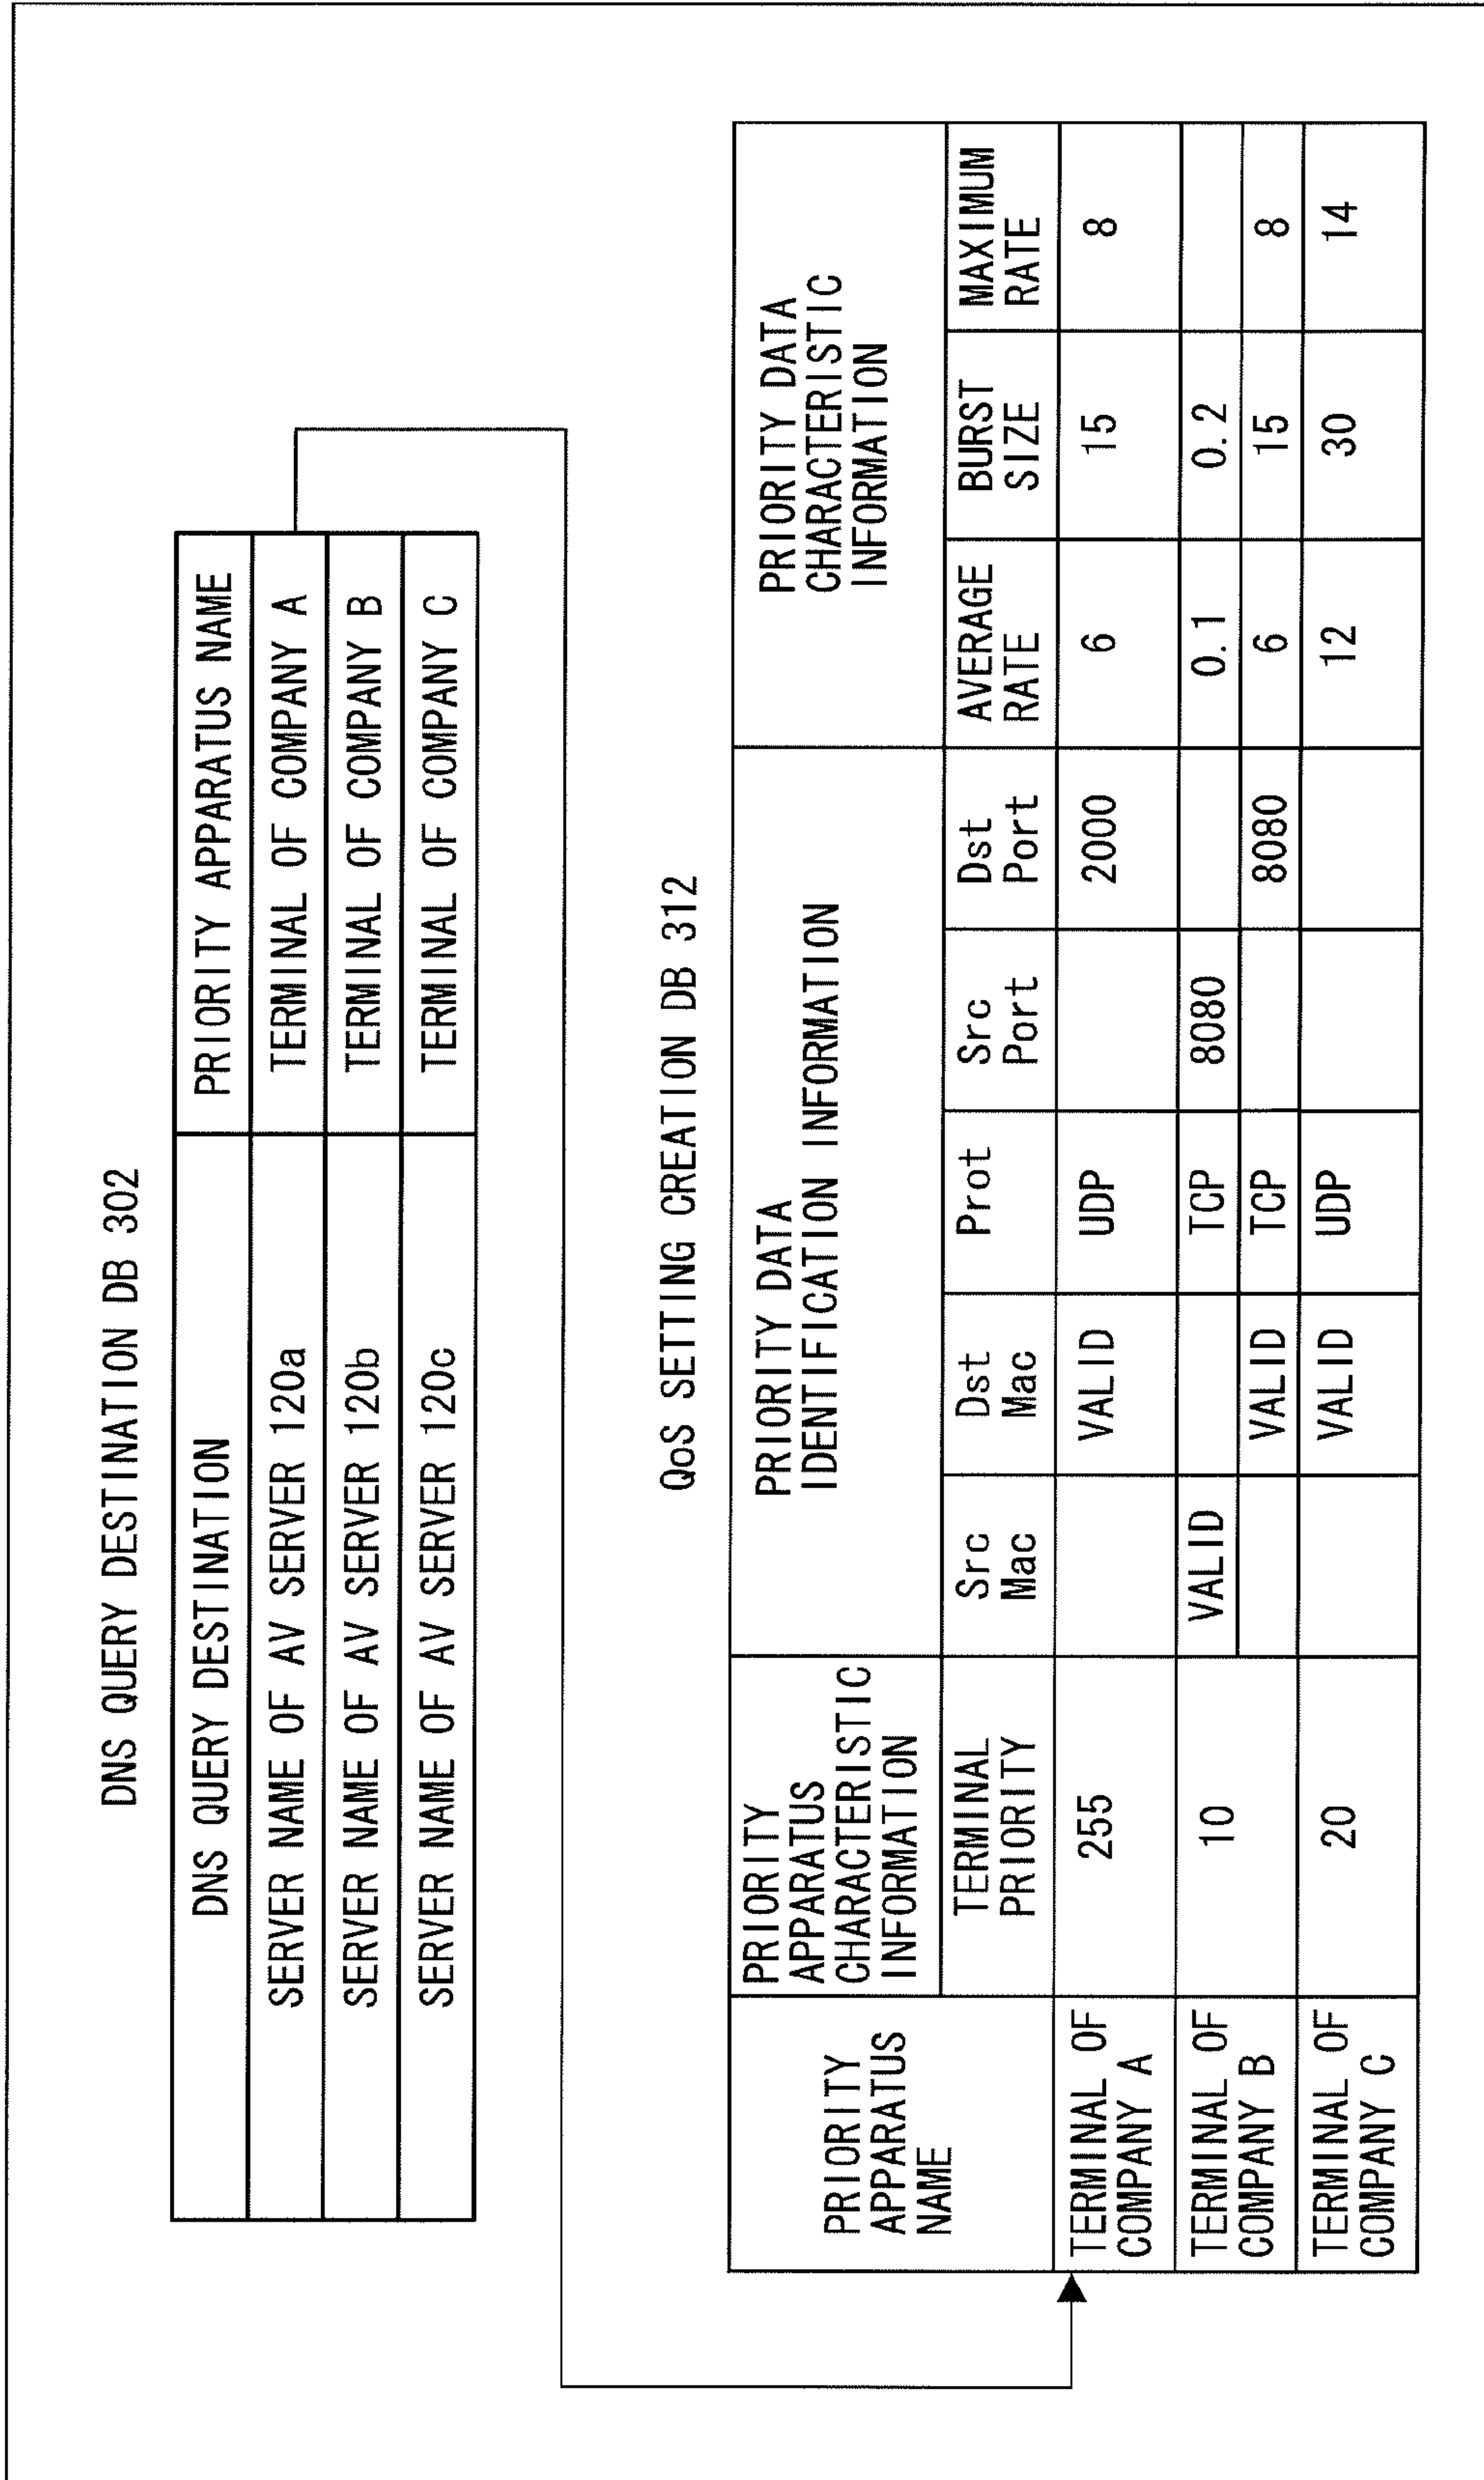 DNS QUERY DESTINATION DB 302
DNS QUERY DESTINATION
PRIORITY APPARATUS NAME
SERVER NAME OF AV SERVER 120a
TERMINAL OF COMPANY A
SERVER NAME OF AV SERVER 120b
TERMINAL OF COMPANY B
SERVER NAME OF AV SERVER 120c
TERMINAL OF COMPANY C
QoS SETTING CREATION DB 312
PRIORITY
APPARATUS
NAME
PRIORITY
APPARATUS
CHARACTERISTIC
INFORMATION
PRIORITY DATA
IDENTIFICATION INFORMATION
PRIORITY DATA
CHARACTERISTIC
INFORMATION
TERMINAL
PRIORITY
Src
Mac
Dst
Mac
Prot
Src
Port
Dst
Port
AVERAGE
RATE
BURST
SIZE
MAXIMUM
RATE
TERMINAL OF
COMPANY A
255
VALID
UDP
2000
6
15
8
TERMINAL OF
COMPANY B
10
VALID
TCP
8080
0.1
0.2
VALID
TCP
8080
6
15
8
TERMINAL OF
COMPANY C
20
VALID
UDP
12
30
14